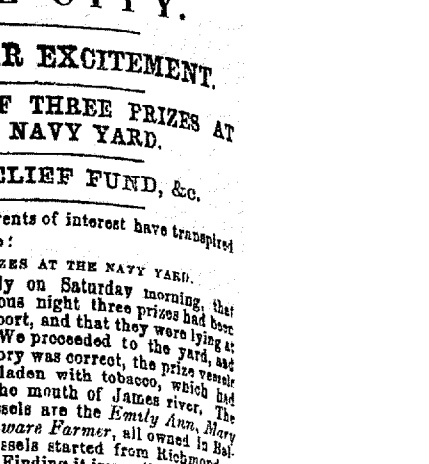 CITY.
R EXCITEMENT.
F THREE PRIZES AT
NAVY YARD.
CLIEF FUND, &c.
ents of interest have transpired
ZES AT THE NAVY YARD.
ly on Saturday morning, that
ous night three prizes had been
port, and that they were lying at
We proceeded to the yard, and
ory was correct, the prize vessels
laden with tobacco, which had
he mouth of James river. The
ssels are the Emily Ann, Mary
ware Farmer, all owned in Bal-
ssels started from Richmond
Finding it